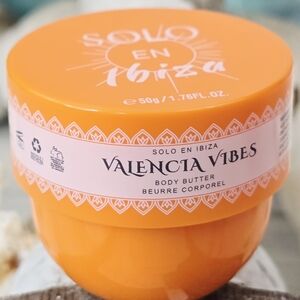 SOLO
EN
Ibiza
℮50g/1.76FL.OZ.
SOLO EN IBIZA
VALENCIA VIBES
BODY BUTTER
BEURRE CORPOREL